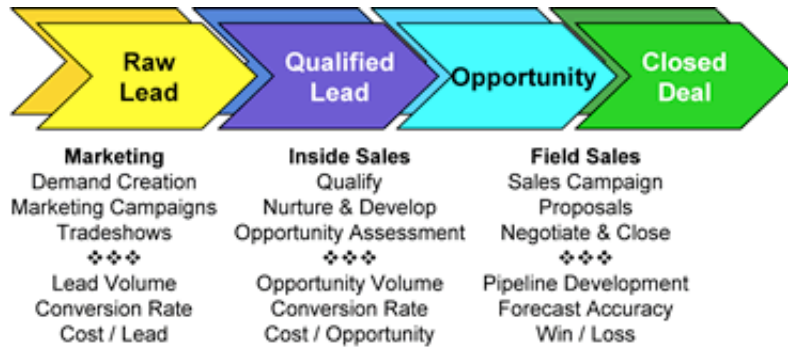 Raw
Lead
Qualified
Lead
Opportunity
Closed
Deal
Marketing
Demand Creation
Marketing Campaigns
Tradeshows
❖❖❖
Lead Volume
Conversion Rate
Cost / Lead
Inside Sales
Qualify
Nurture & Develop
Opportunity Assessment
❖❖❖
Opportunity Volume
Conversion Rate
Cost / Opportunity
Field Sales
Sales Campaign
Proposals
Negotiate & Close
❖❖❖
Pipeline Development
Forecast Accuracy
Win / Loss